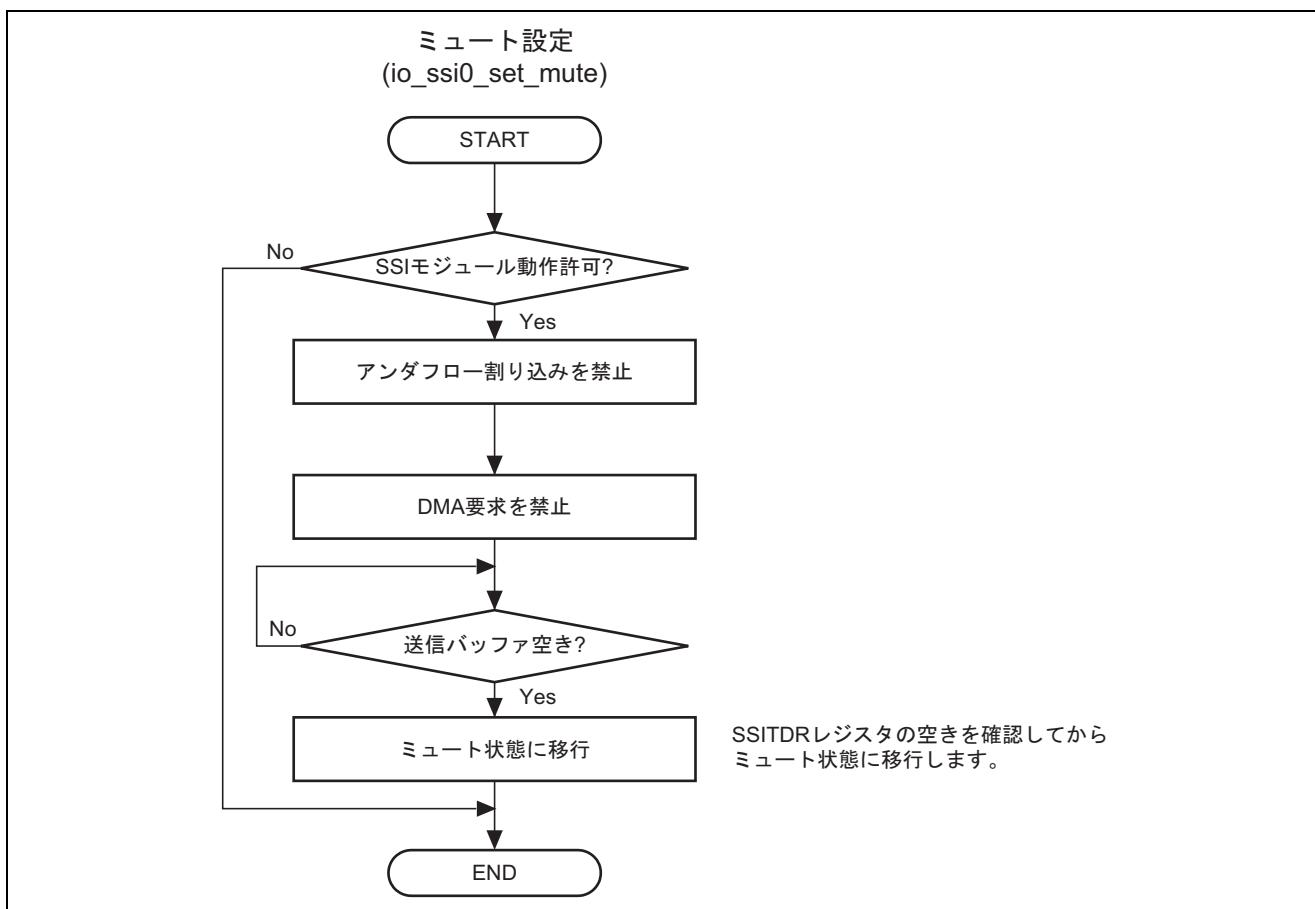 ミュート設定
(io_ssi0_set_mute)
START
No
SSIモジュール動作許可?
Yes
アンダフロー割り込みを禁止
DMA要求を禁止
No
送信バッファ空き?
Yes
ミュート状態に移行
SSITDRレジスタの空きを確認してから
ミュート状態に移行します。
END